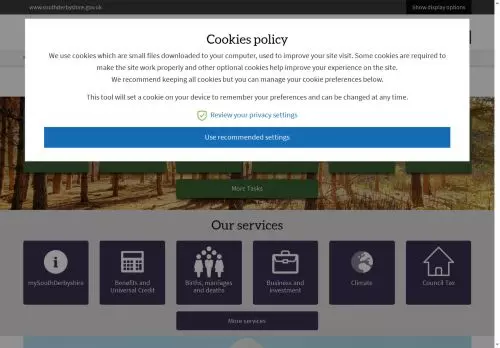 www.southderbyshire.gov.uk
Show display options
Cookies policy
We use cookies which are small files downloaded to your computer, used to improve your site visit. Some cookies are required to
make the site work properly and other optional cookies help improve your experience on the site.
We recommend keeping all cookies but you can manage your cookie preferences below.
This tool will set a cookie on your device to remember your preferences and can be changed at any time.
Review your privacy settings
Use recommended settings
More Tasks
Our services
mySouthDerbyshire
Benefits and
Universal Credit
Births, marriages
and deaths
Business and
investment
Climate
Council Tax
More services